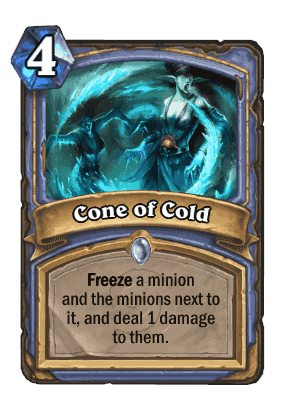 4
Cone of Cold
Freeze a minion
and the minions next to
it, and deal 1 damage
to them.